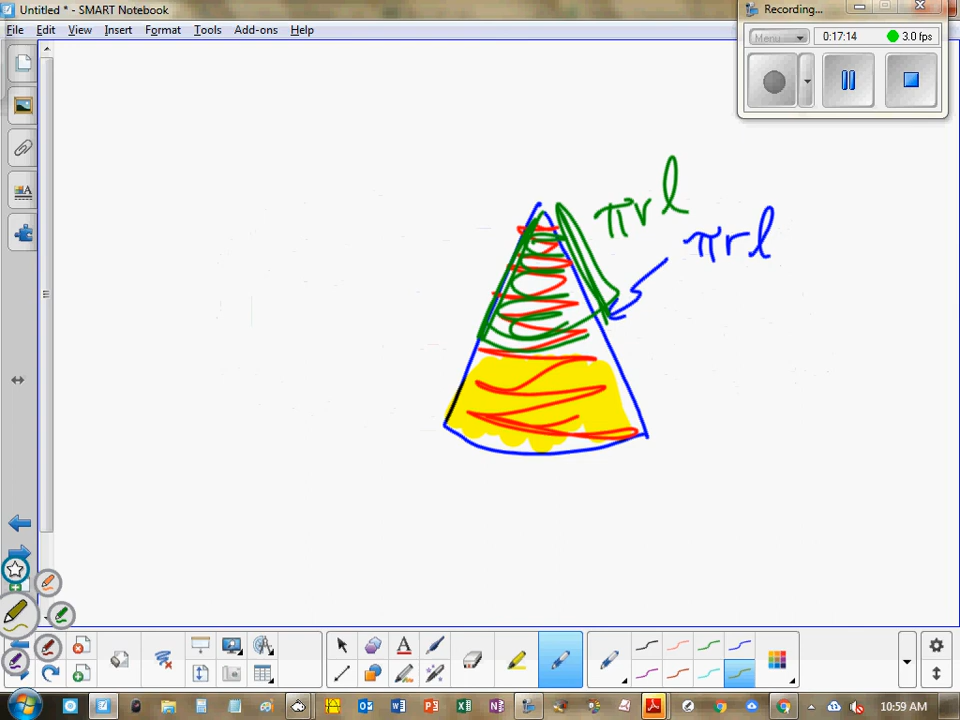 Untitled * - SMART Notebook
Recording...
File Edit View Insert Format Tools Add-ons Help
Menu
0:17:14
3.0 fps
πrl
πrl
10:59 AM